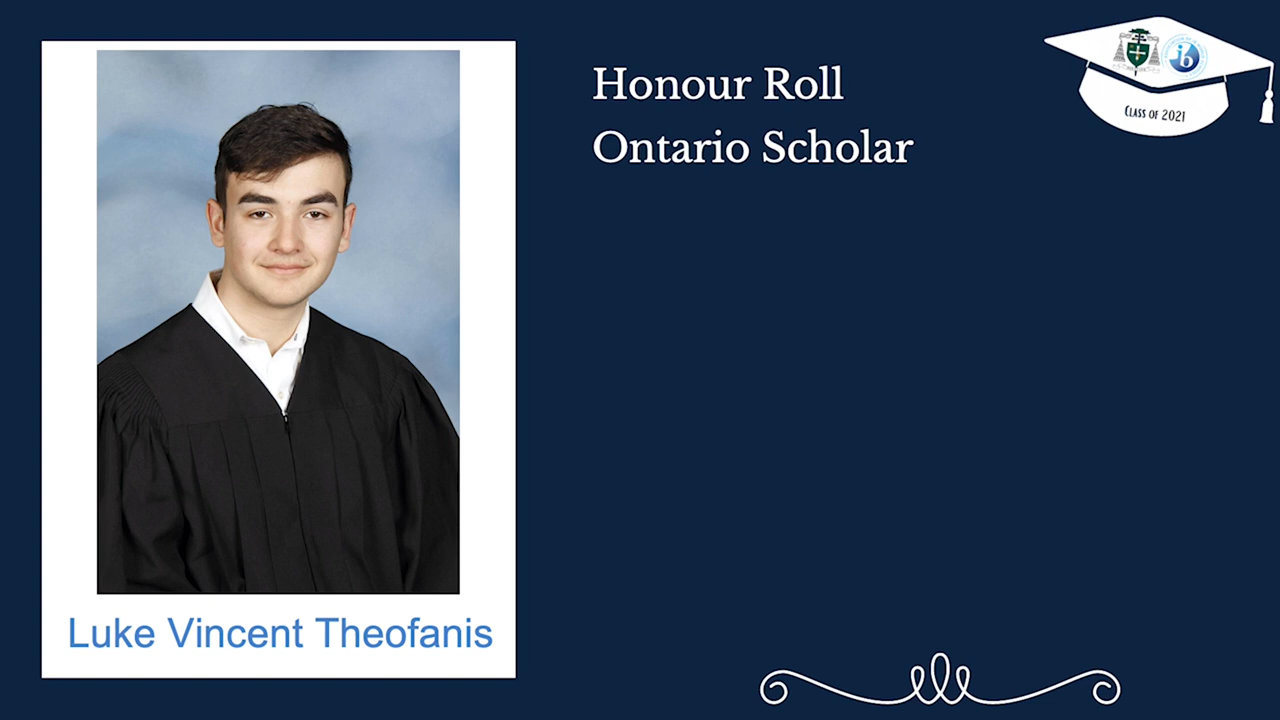 Honour Roll
Ontario Scholar
Class of 2021
Luke Vincent Theofanis